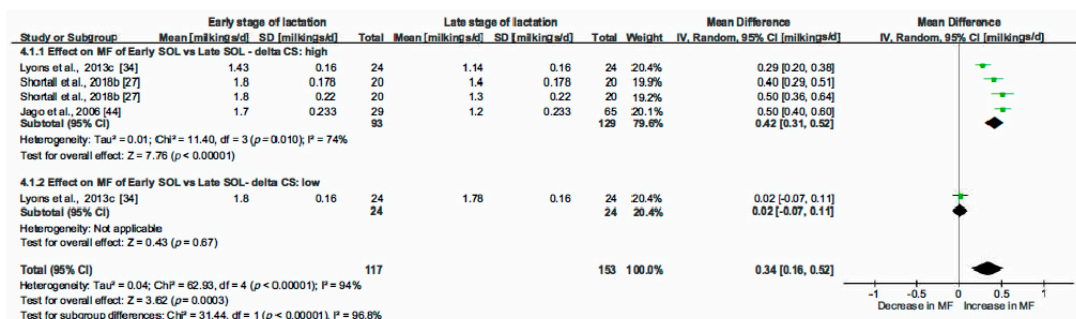 Early stage of lactation Late stage of lactation Mean Difference Mean Difference
Study or Subgroup Mean [milkings/d] SD [milkings/d] Total Mean [milkings/d] SD [milkings/d] Total Weight IV, Random, 95% CI [milkings/d] IV, Random, 95% CI [milkings/d]
4.1.1 Effect on MF of Early SOL vs Late SOL - delta CS: high
Lyons et al., 2013c [34] 1.43 0.16 24 1.14 0.16 24 20.4% 0.29 [0.20, 0.38]
Shortall et al., 2018b [27] 1.8 0.178 20 1.4 0.178 20 19.9% 0.40 [0.29, 0.51]
Shortall et al., 2018b [27] 1.8 0.22 20 1.3 0.22 20 19.2% 0.50 [0.36, 0.64]
Jago et al., 2006 [44] 1.7 0.233 29 1.2 0.233 65 20.1% 0.50 [0.40, 0.60]
Subtotal (95% CI) 93 129 79.6% 0.42 [0.31, 0.52]
Heterogeneity: Tau² = 0.01; Chi² = 11.40, df = 3 (p = 0.010); I² = 74%
Test for overall effect: Z = 7.76 (p < 0.00001)
4.1.2 Effect on MF of Early SOL vs Late SOL- delta CS: low
Lyons et al., 2013c [34] 1.8 0.16 24 1.78 0.16 24 20.4% 0.02 [-0.07, 0.11]
Subtotal (95% CI) 24 24 20.4% 0.02 [-0.07, 0.11]
Heterogeneity: Not applicable
Test for overall effect: Z = 0.43 (p = 0.67)
Total (95% CI) 117 153 100.0% 0.34 [0.16, 0.52]
Heterogeneity: Tau² = 0.04; Chi² = 62.93, df = 4 (p < 0.00001); I² = 94%
Test for overall effect: Z = 3.62 (p = 0.0003)
Test for subgroup differences: Chi² = 31.44, df = 1 (p < 0.00001), I² = 96.8%
-1 -0.5 0 0.5 1
Decrease in MF Increase in MF